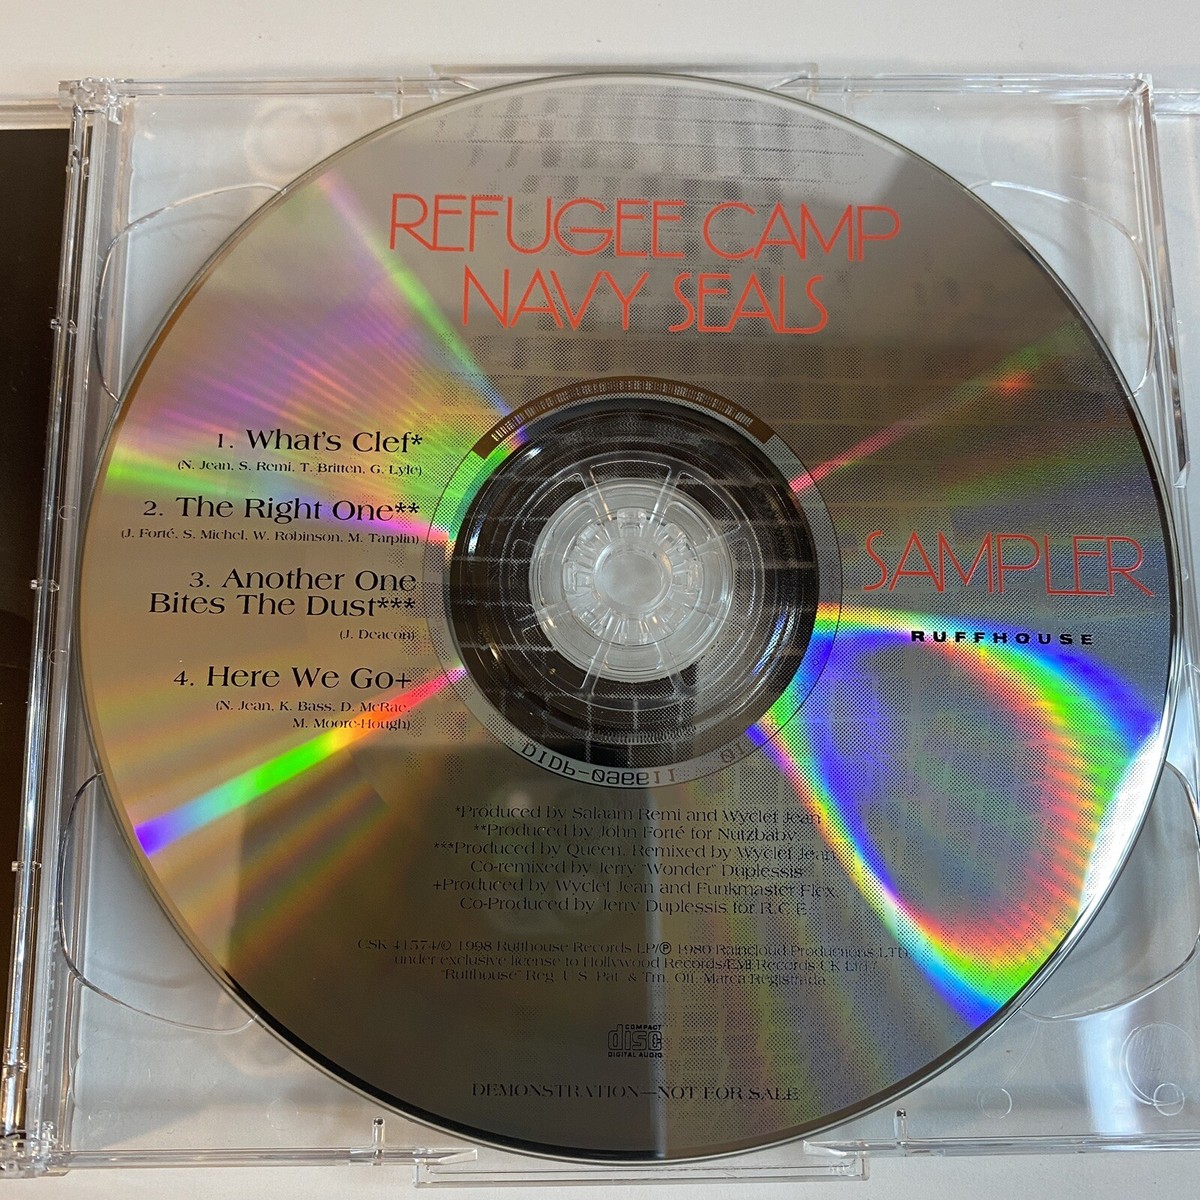 REFUGEE CAMP
NAVY SEALS
1. What's Clef*
(N. Jean, S. Remi, T. Britten, G. Lyle)
2. The Right One**
(J. Forté, S. Michel, W. Robinson, M. Tarplin)
3. Another One
Bites The Dust***
(J. Deacon)
4. Here We Go+
(N. Jean, K. Bass, D. McRae,
M. Moore-Hough)
SAMPLER
RUFFHOUSE
DIDP-096611 01
*Produced by Salaam Remi and Wyclef Jean
**Produced by John Forté for Nutzbaby
***Produced by Queen. Remixed by Wyclef Jean
Co-remixed by Jerry "Wonder" Duplessis
+Produced by Wyclef Jean and Funkmaster Flex.
Co-Produced by Jerry Duplessis for R.C.E.
CSK 41574/© 1998 Ruffhouse Records LP/℗ 1980 Raincloud Productions LTD.
under exclusive license to Hollywood Records/EMI Records UK Ltd./
"Ruffhouse" Reg. U.S. Pat. & Tm. Off. Marca Registrada.
COMPACT
disc
DIGITAL AUDIO
DEMONSTRATION—NOT FOR SALE